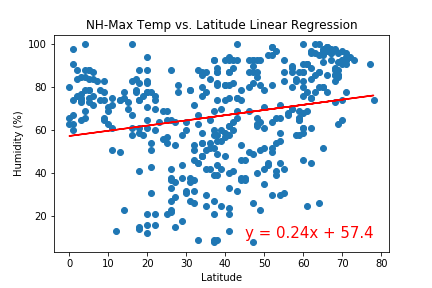 NH-Max Temp vs. Latitude Linear Regression
100
80
60
40
20
Humidity (%)
y = 0.24x + 57.4
0 10 20 30 40 50 60 70 80
Latitude